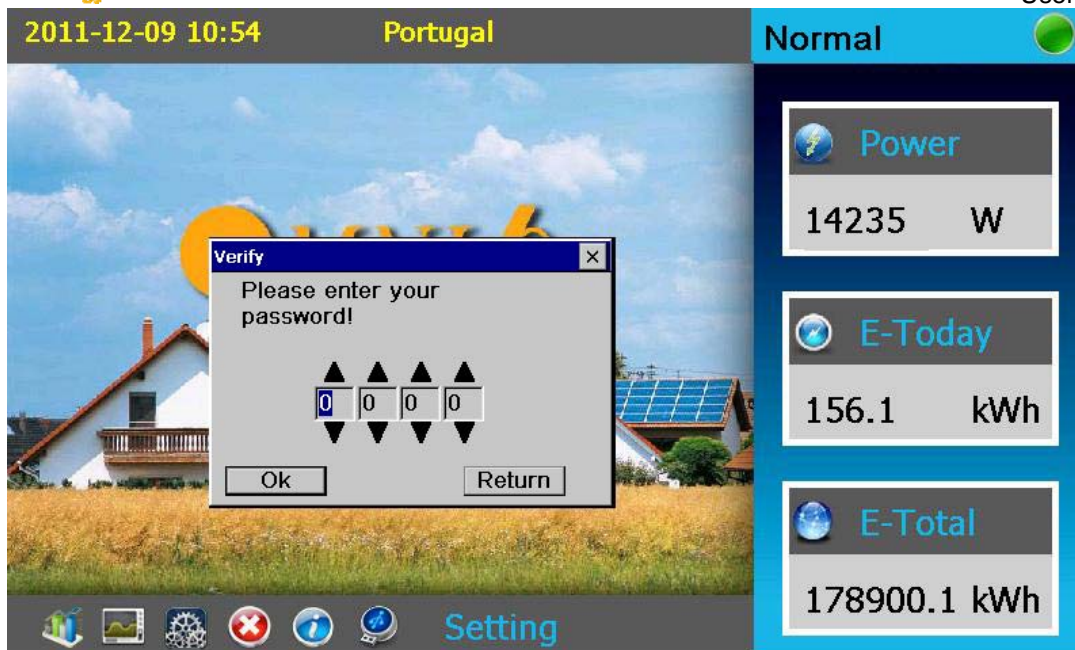 2011-12-09 10:54 Portugal
Normal
Power
14235 W
E-Today
156.1 kWh
E-Total
178900.1 kWh
Verify
Please enter your
password!
0 0 0 0
Ok Return
Setting